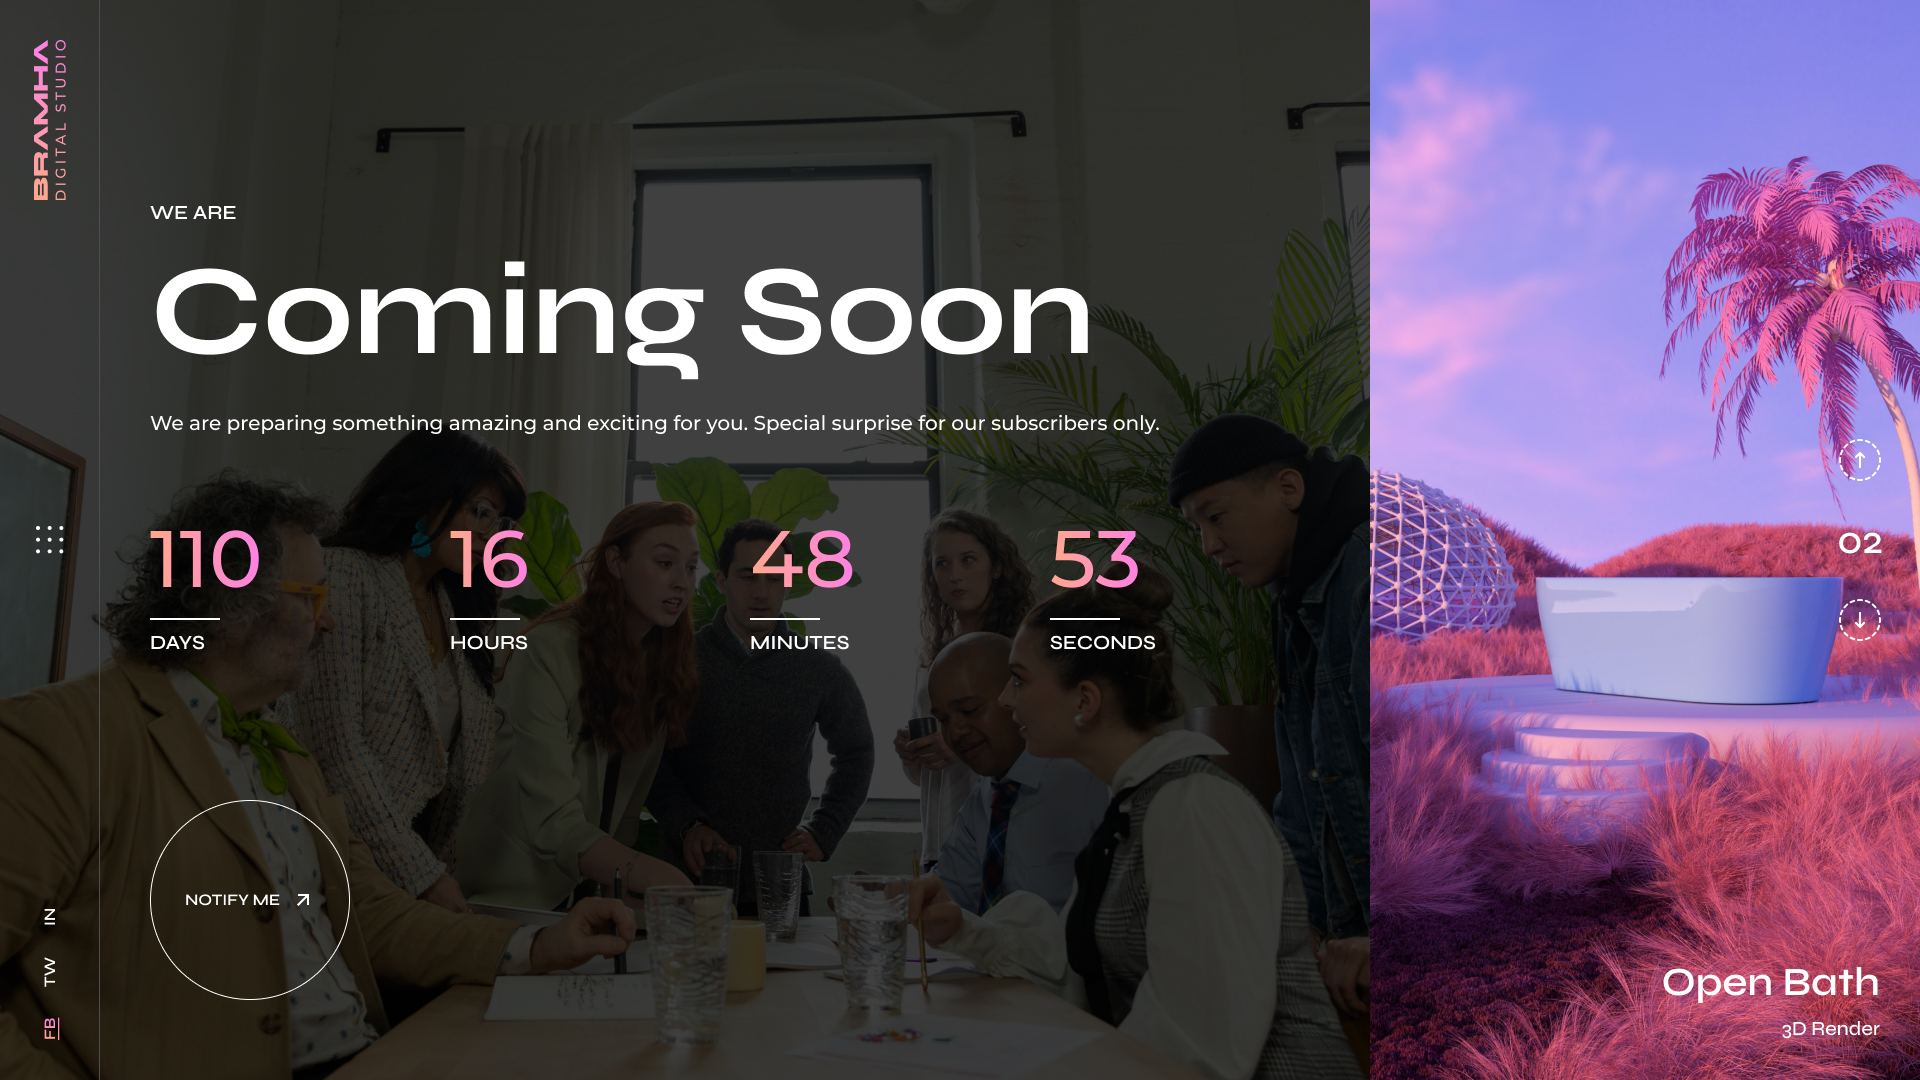 BRAMHA
DIGITAL STUDIO
WE ARE
Coming Soon
We are preparing something amazing and exciting for you. Special surprise for our subscribers only.
110
DAYS
16
HOURS
48
MINUTES
53
SECONDS
NOTIFY ME
IN
TW
FB
02
Open Bath
3D Render